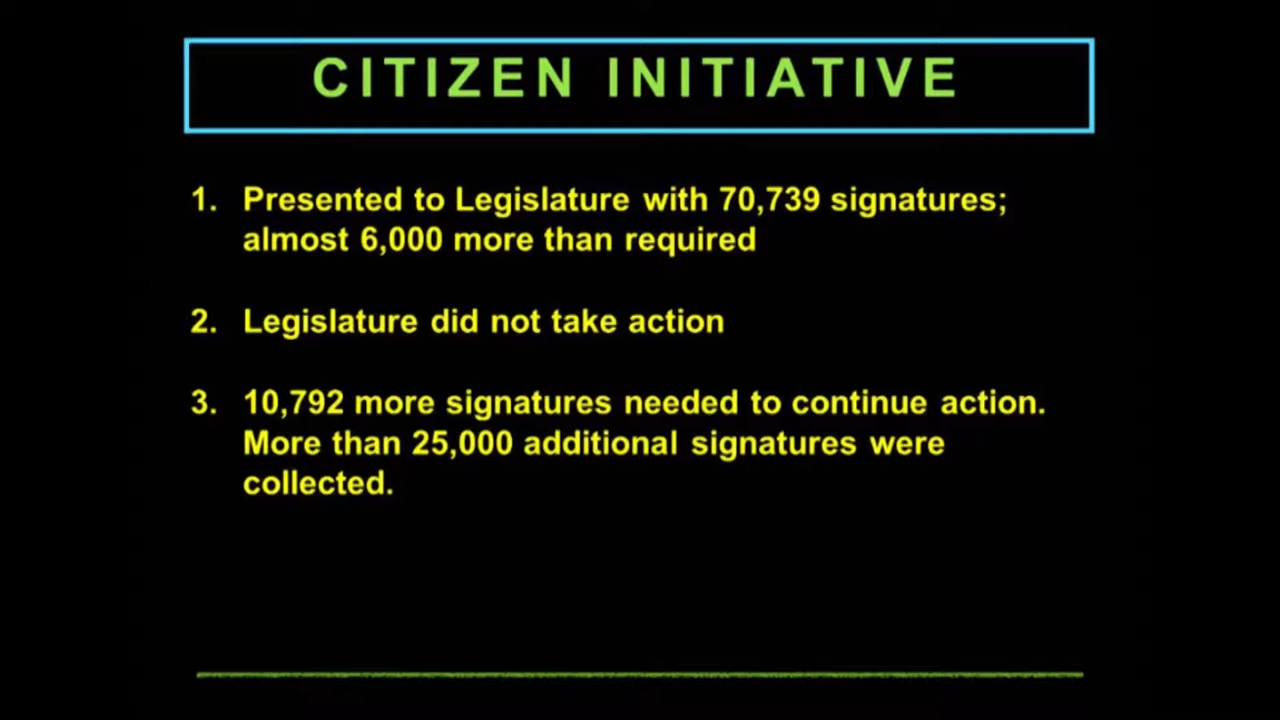 CITIZEN INITIATIVE
1. Presented to Legislature with 70,739 signatures;
almost 6,000 more than required
2. Legislature did not take action
3. 10,792 more signatures needed to continue action.
More than 25,000 additional signatures were
collected.